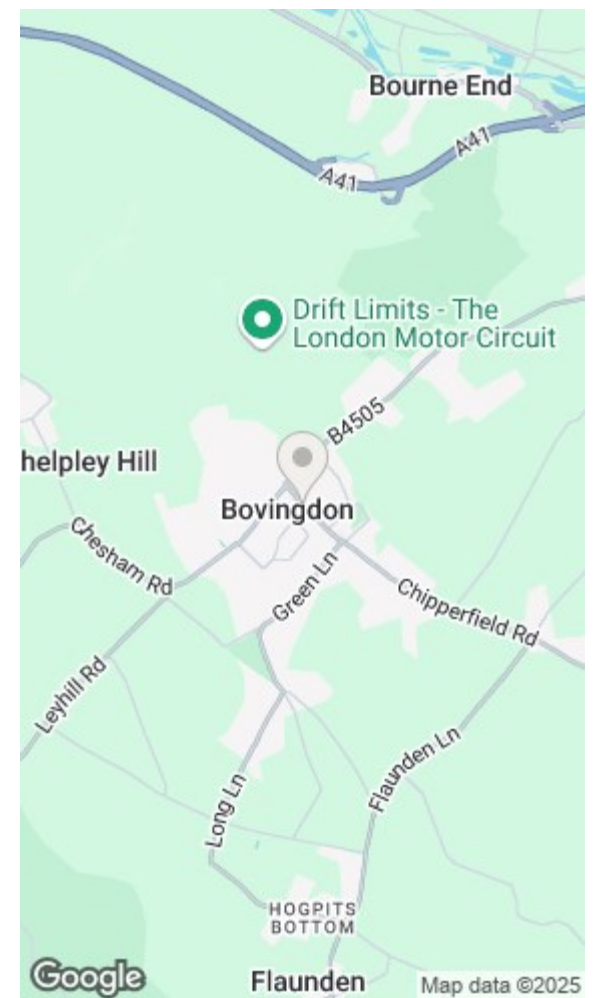 Bourne End
A41
A41
Drift Limits - The
London Motor Circuit
B4505
helpley Hill
Bovingdon
Chesham Rd
Green Ln
Chipperfield Rd
Leyhill Rd
Flaunden Ln
Long Ln
HOGPITS
BOTTOM
Flaunden
Google
Map data ©2025